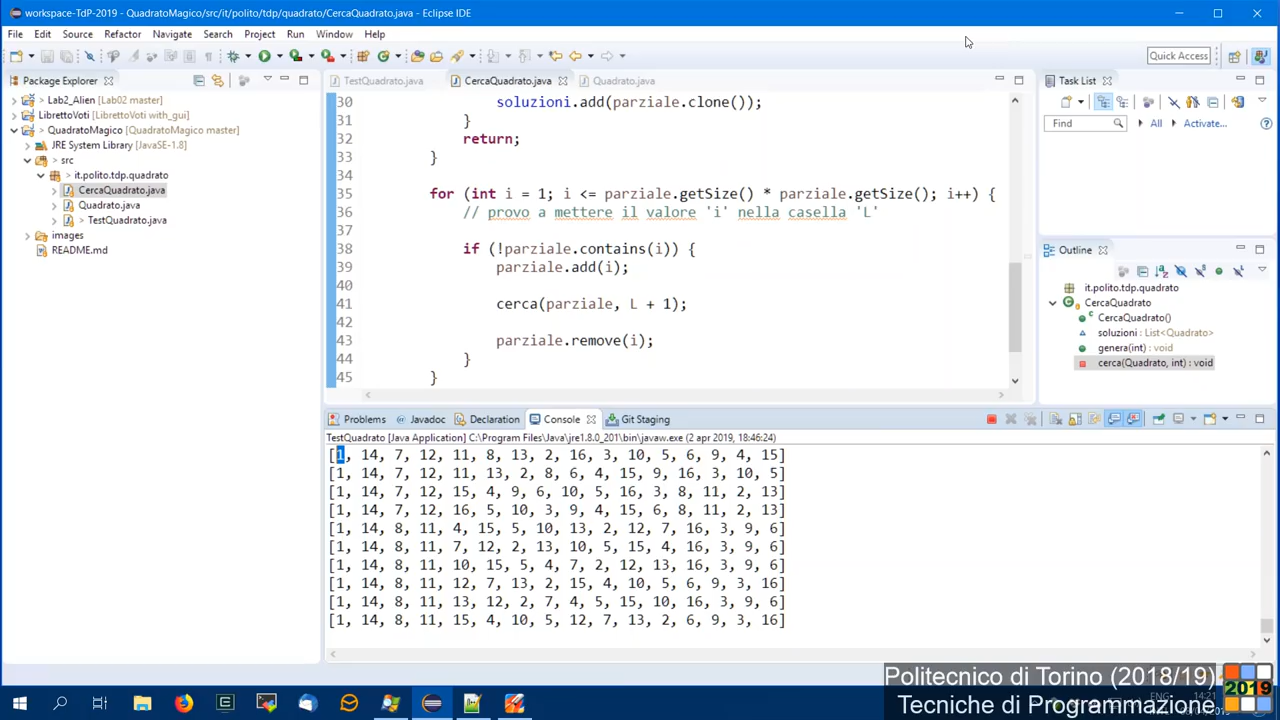 workspace-TdP-2019 - QuadratoMagico/src/it/polito/tdp/quadrato/CercaQuadrato.java - Eclipse IDE
File Edit Source Refactor Navigate Search Project Run Window Help
Quick Access
Package Explorer
> Lab2_Alien [Lab02 master]
LibrettoVoti [LibrettoVoti with_gui]
> QuadratoMagico [QuadratoMagico master]
JRE System Library [JavaSE-1.8]
> src
> it.polito.tdp.quadrato
CercaQuadrato.java
Quadrato.java
> TestQuadrato.java
> images
README.md
TestQuadrato.java CercaQuadrato.java Quadrato.java
30 soluzioni.add(parziale.clone());
31 }
32 return;
33 }
34
35 for (int i = 1; i <= parziale.getSize() * parziale.getSize(); i++) {
36 // provo a mettere il valore 'i' nella casella 'L'
37
38 if (!parziale.contains(i)) {
39 parziale.add(i);
40
41 cerca(parziale, L + 1);
42
43 parziale.remove(i);
44 }
45 }
Task List
Find All Activate...
Outline
it.polito.tdp.quadrato
CercaQuadrato
CercaQuadrato()
soluzioni : List<Quadrato>
genera(int) : void
cerca(Quadrato, int) : void
Problems Javadoc Declaration Console Git Staging
TestQuadrato [Java Application] C:\Program Files\Java\jre1.8.0_201\bin\javaw.exe (2 apr 2019, 18:46:24)
[1, 14, 7, 12, 11, 8, 13, 2, 16, 3, 10, 5, 6, 9, 4, 15]
[1, 14, 7, 12, 11, 13, 2, 8, 6, 4, 15, 9, 16, 3, 10, 5]
[1, 14, 7, 12, 15, 4, 9, 6, 10, 5, 16, 3, 8, 11, 2, 13]
[1, 14, 7, 12, 16, 5, 10, 3, 9, 4, 15, 6, 8, 11, 2, 13]
[1, 14, 8, 11, 4, 15, 5, 10, 13, 2, 12, 7, 16, 3, 9, 6]
[1, 14, 8, 11, 7, 12, 2, 13, 10, 5, 15, 4, 16, 3, 9, 6]
[1, 14, 8, 11, 10, 15, 5, 4, 7, 2, 12, 13, 16, 3, 9, 6]
[1, 14, 8, 11, 12, 7, 13, 2, 15, 4, 10, 5, 6, 9, 3, 16]
[1, 14, 8, 11, 13, 12, 2, 7, 4, 5, 15, 10, 16, 3, 9, 6]
[1, 14, 8, 11, 15, 4, 10, 5, 12, 7, 13, 2, 6, 9, 3, 16]
Politecnico di Torino (2018/19)
Tecniche di Programmazione
2019
ENG
14:21